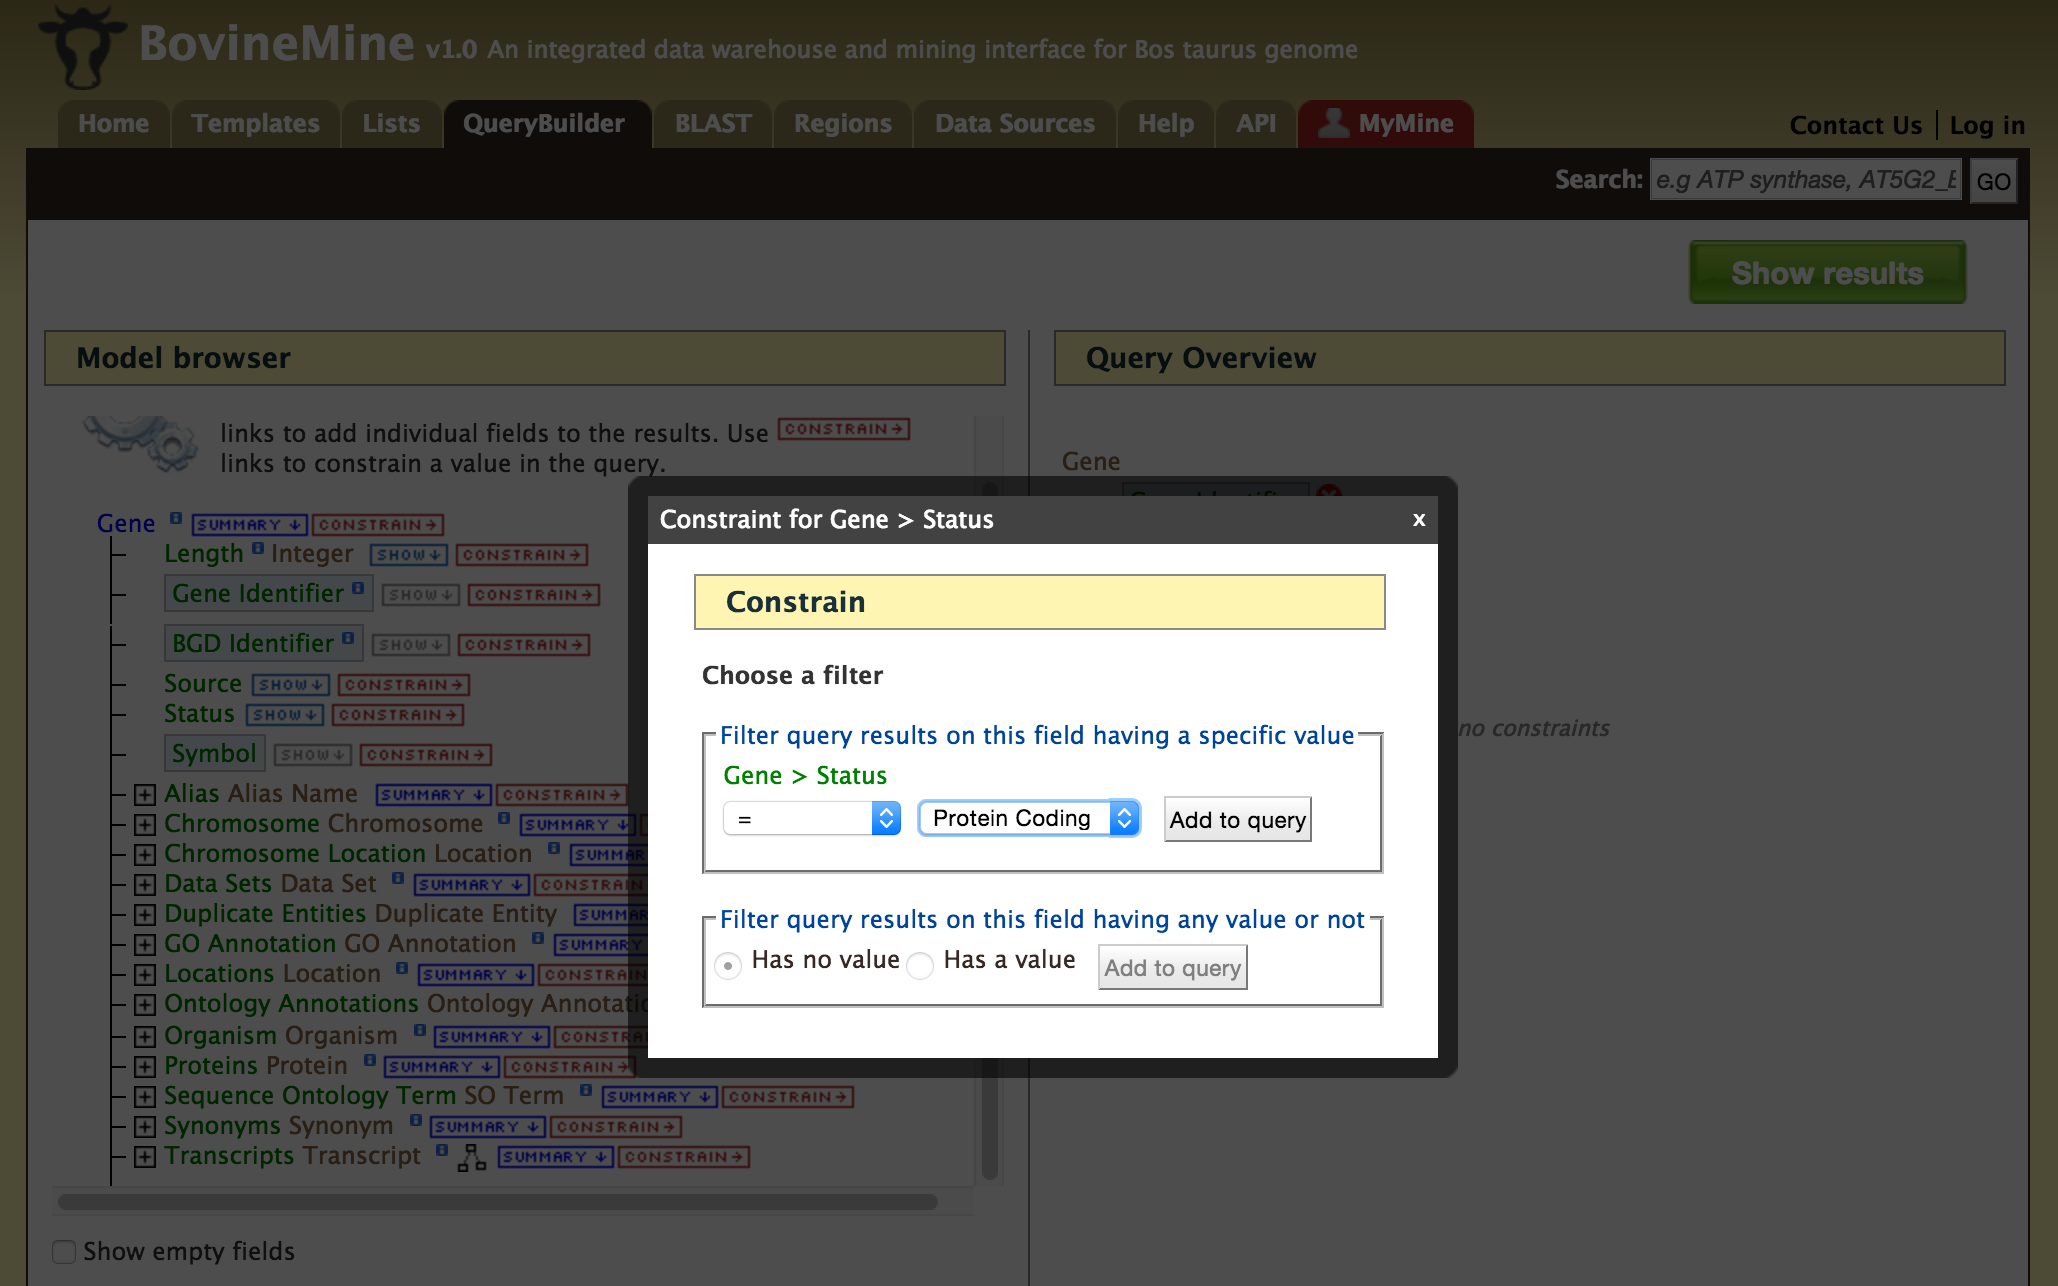 BovineMine v1.0 An integrated data warehouse and mining interface for Bos taurus genome
Home Templates Lists QueryBuilder BLAST Regions Data Sources Help API MyMine
Contact Us Log in
Search: e.g ATP synthase, AT5G2_ GO
Show results
Model browser
links to add individual fields to the results. Use CONSTRAIN→
links to constrain a value in the query.
Gene SUMMARY ↓ CONSTRAIN→
Length Integer SHOW↓ CONSTRAIN→
Gene Identifier SHOW↓ CONSTRAIN→
BGD Identifier SHOW↓ CONSTRAIN→
Source SHOW↓ CONSTRAIN→
Status SHOW↓ CONSTRAIN→
Symbol SHOW↓ CONSTRAIN→
Alias Alias Name SUMMARY ↓ CONSTRAIN→
Chromosome Chromosome SUMMARY ↓
Chromosome Location Location SUMMAR
Data Sets Data Set SUMMARY ↓ CONSTRAIN
Duplicate Entities Duplicate Entity SUMMA
GO Annotation GO Annotation SUMMARY
Locations Location SUMMARY ↓ CONSTRAIN
Ontology Annotations Ontology Annotatio
Organism Organism SUMMARY ↓ CONSTRA
Proteins Protein SUMMARY ↓ CONSTRAIN→
Sequence Ontology Term SO Term SUMMARY ↓ CONSTRAIN→
Synonyms Synonym SUMMARY ↓ CONSTRAIN→
Transcripts Transcript SUMMARY ↓ CONSTRAIN→
Show empty fields
Query Overview
Gene
no constraints
Constraint for Gene > Status x
Constrain
Choose a filter
Filter query results on this field having a specific value
Gene > Status
= Protein Coding Add to query
Filter query results on this field having any value or not
Has no value Has a value Add to query